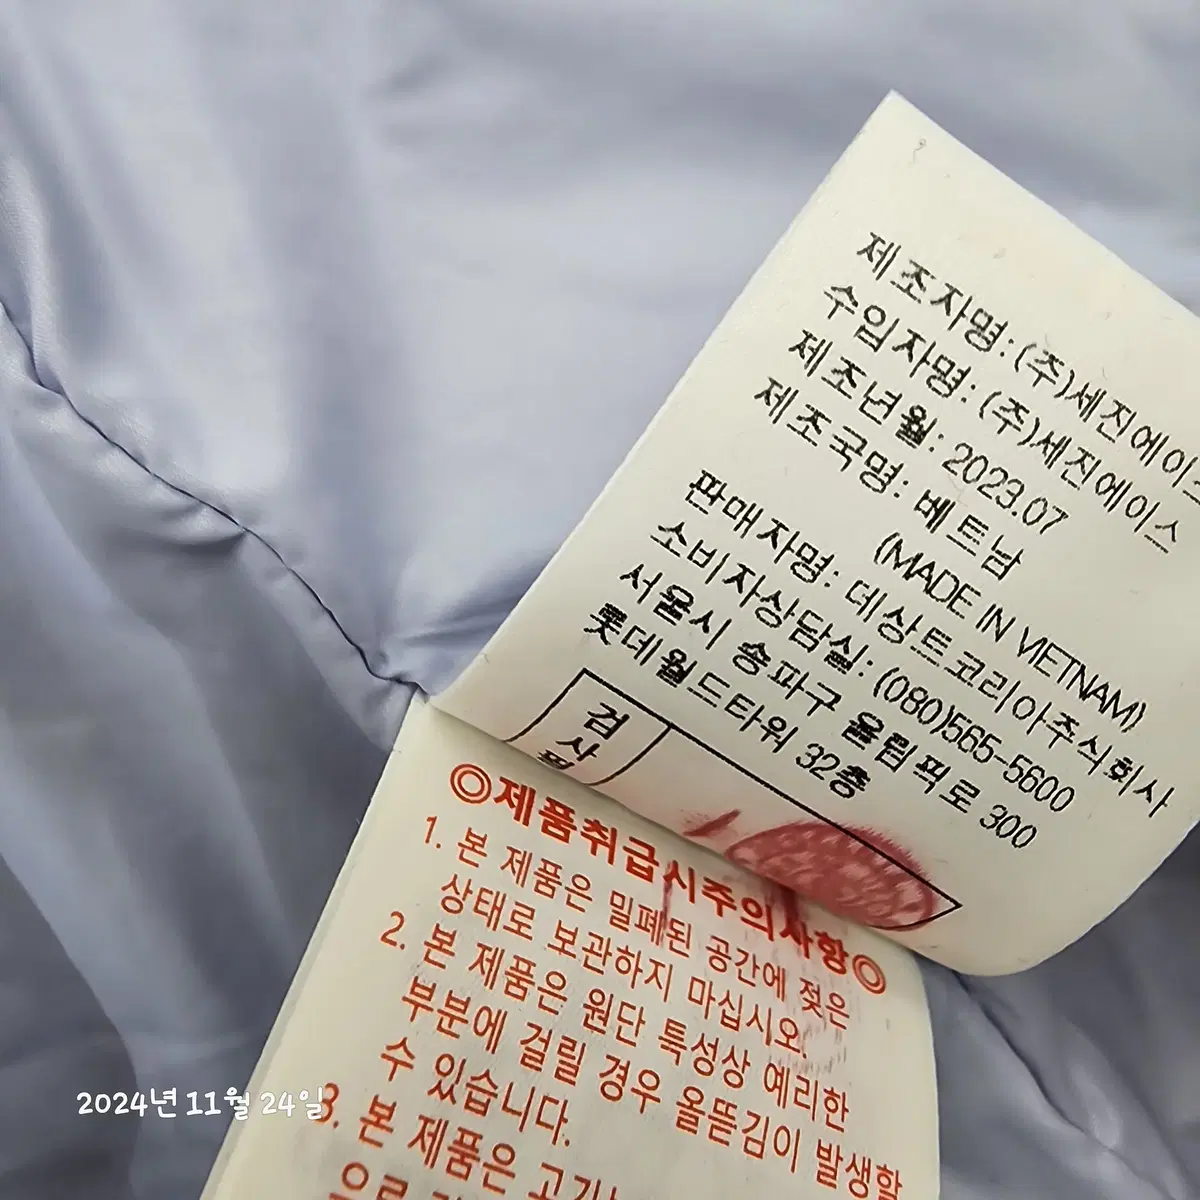 제조자명: (주)세진에이스
수입자명: (주)세진에이스
제조년월: 2023.07
제조국명: 베트남
(MADE IN VIETNAM)
판매자명: 데상트코리아주식회사
소비자상담실: (080)565-5600
서울시 송파구 올림픽로 300
롯데월드타워 32층
검사
◎제품취급시주의사항◎
1. 본 제품은 밀폐된 공간에 젖은
상태로 보관하지 마십시오.
2. 본 제품은 원단 특성상 예리한
부분에 걸릴 경우 올뜯김이 발생할
수 있습니다.
3. 본 제품은
2024년 11월 24일